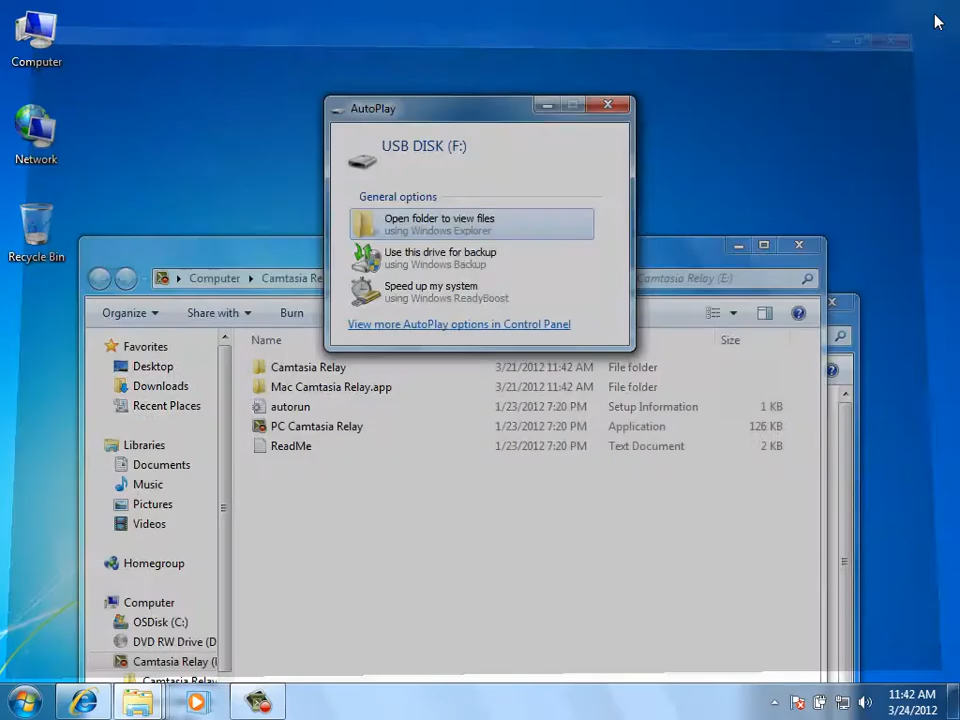 Computer
Network
Recycle Bin
AutoPlay
USB DISK (F:)
General options
Open folder to view files
using Windows Explorer
Use this drive for backup
using Windows Backup
Speed up my system
using Windows ReadyBoost
View more AutoPlay options in Control Panel
Computer Camtasia Re
Camtasia Relay (E:)
Organize Share with Burn
Name Size
Camtasia Relay 3/21/2012 11:42 AM File folder
Mac Camtasia Relay.app 3/21/2012 11:42 AM File folder
autorun 1/23/2012 7:20 PM Setup Information 1 KB
PC Camtasia Relay 1/23/2012 7:20 PM Application 126 KB
ReadMe 1/23/2012 7:20 PM Text Document 2 KB
Favorites
Desktop
Downloads
Recent Places
Libraries
Documents
Music
Pictures
Videos
Homegroup
Computer
OSDisk (C:)
DVD RW Drive (D
Camtasia Relay (
Camtasia Relay
11:42 AM
3/24/2012